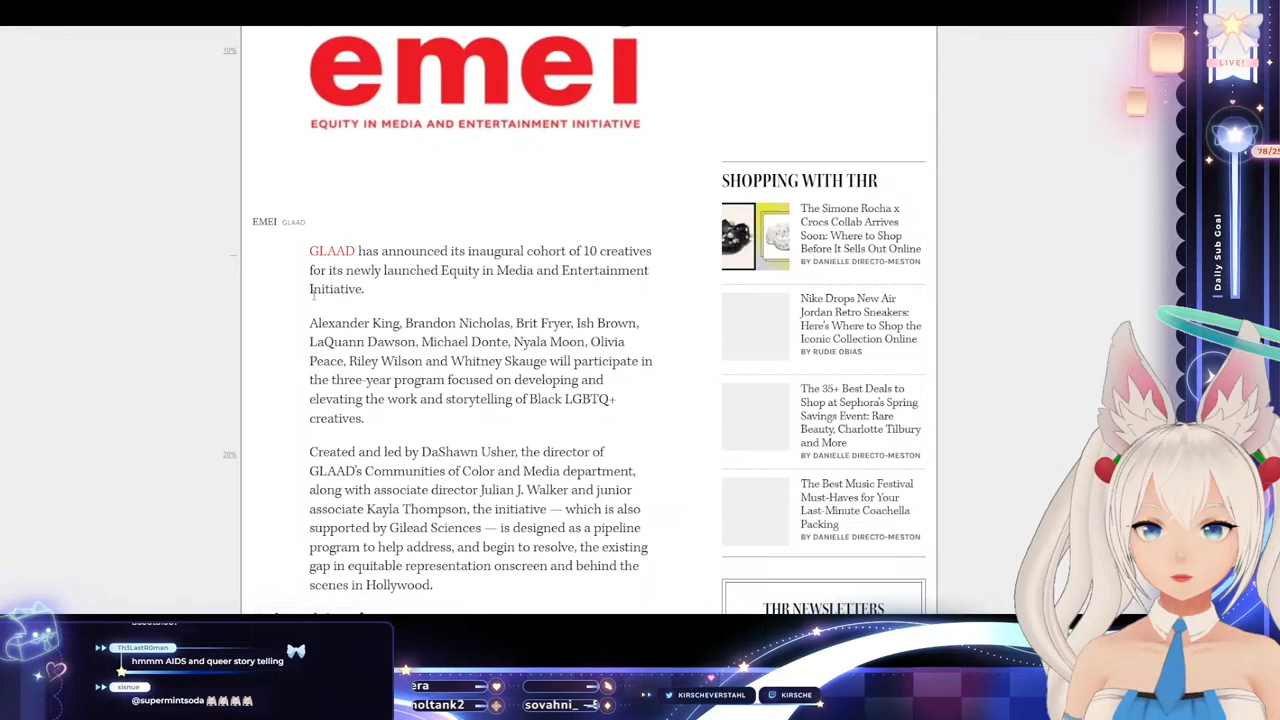 emei
EQUITY IN MEDIA AND ENTERTAINMENT INITIATIVE
EMEI GLAAD
10%
20%
GLAAD has announced its inaugural cohort of 10 creatives
for its newly launched Equity in Media and Entertainment
Initiative.
Alexander King, Brandon Nicholas, Brit Fryer, Ish Brown,
LaQuann Dawson, Michael Donte, Nyala Moon, Olivia
Peace, Riley Wilson and Whitney Skauge will participate in
the three-year program focused on developing and
elevating the work and storytelling of Black LGBTQ+
creatives.
Created and led by DaShawn Usher, the director of
GLAAD's Communities of Color and Media department,
along with associate director Julian J. Walker and junior
associate Kayla Thompson, the initiative — which is also
supported by Gilead Sciences — is designed as a pipeline
program to help address, and begin to resolve, the existing
gap in equitable representation onscreen and behind the
scenes in Hollywood.
SHOPPING WITH THR
The Simone Rocha x
Crocs Collab Arrives
Soon: Where to Shop
Before It Sells Out Online
BY DANIELLE DIRECTO-MESTON
Nike Drops New Air
Jordan Retro Sneakers:
Here's Where to Shop the
Iconic Collection Online
BY RUDIE OBIAS
The 35+ Best Deals to
Shop at Sephora's Spring
Savings Event: Rare
Beauty, Charlotte Tilbury
and More
BY DANIELLE DIRECTO-MESTON
The Best Music Festival
Must-Haves for Your
Last-Minute Coachella
Packing
BY DANIELLE DIRECTO-MESTON
THR NEWSLETTERS
LIVE!
78/25
Daily Sub Goal
Th3LastR0man
hmmm AIDS and queer story telling
xisnue
@supermintsoda
era
noltank2
sovahni_
KIRSCHEVERSTAHL
KIRSCHE